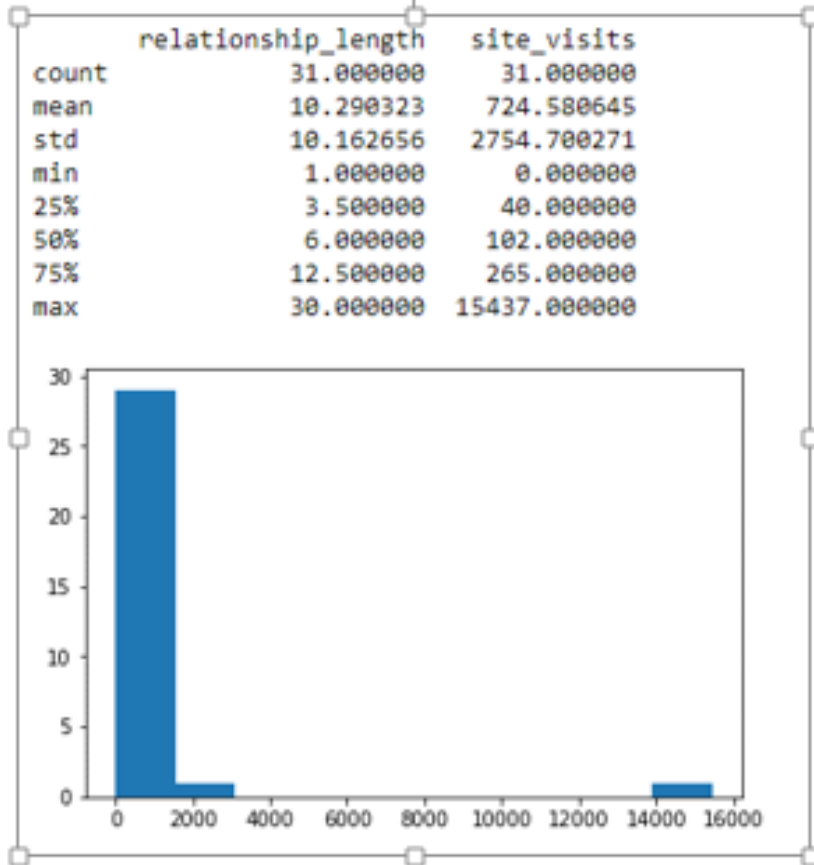 relationship_length site_visits
count 31.000000 31.000000
mean 10.290323 724.580645
std 10.162656 2754.700271
min 1.000000 0.000000
25% 3.500000 40.000000
50% 6.000000 102.000000
75% 12.500000 265.000000
max 30.000000 15437.000000
30
25
20
15
10
5
0
0 2000 4000 6000 8000 10000 12000 14000 16000